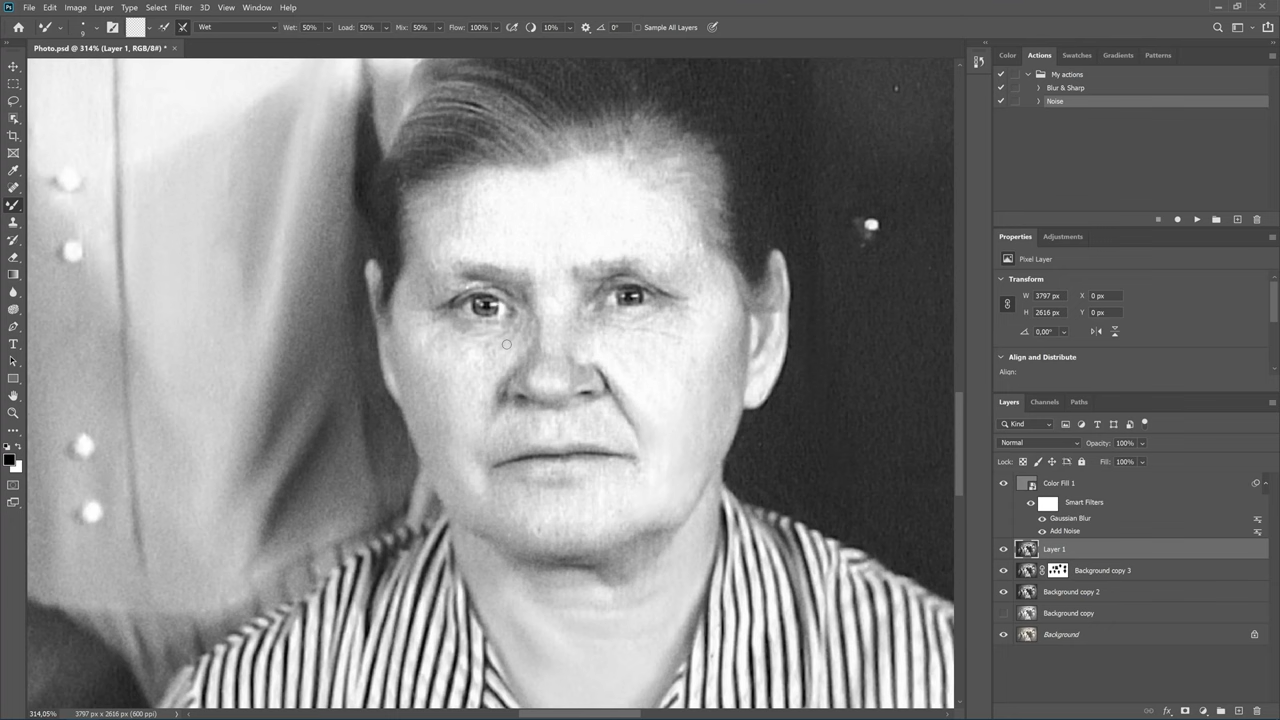 File Edit Image Layer Type Select Filter 3D View Window Help
9 Wet Wet: 50% Load: 50% Mix: 50% Flow: 100% 10% 0° Sample All Layers
Photo.psd @ 314% (Layer 1, RGB/8#) *
Color Actions Swatches Gradients Patterns
My actions
Blur & Sharp
Noise
Properties Adjustments
Pixel Layer
Transform
W 3797 px X 0 px
H 2616 px Y 0 px
0,00°
Align and Distribute
Align:
Layers Channels Paths
Kind
Normal Opacity: 100%
Lock: Fill: 100%
Color Fill 1
Smart Filters
Gaussian Blur
Add Noise
Layer 1
Background copy 3
Background copy 2
Background copy
Background
314,05% 3797 px x 2616 px (600 ppi)